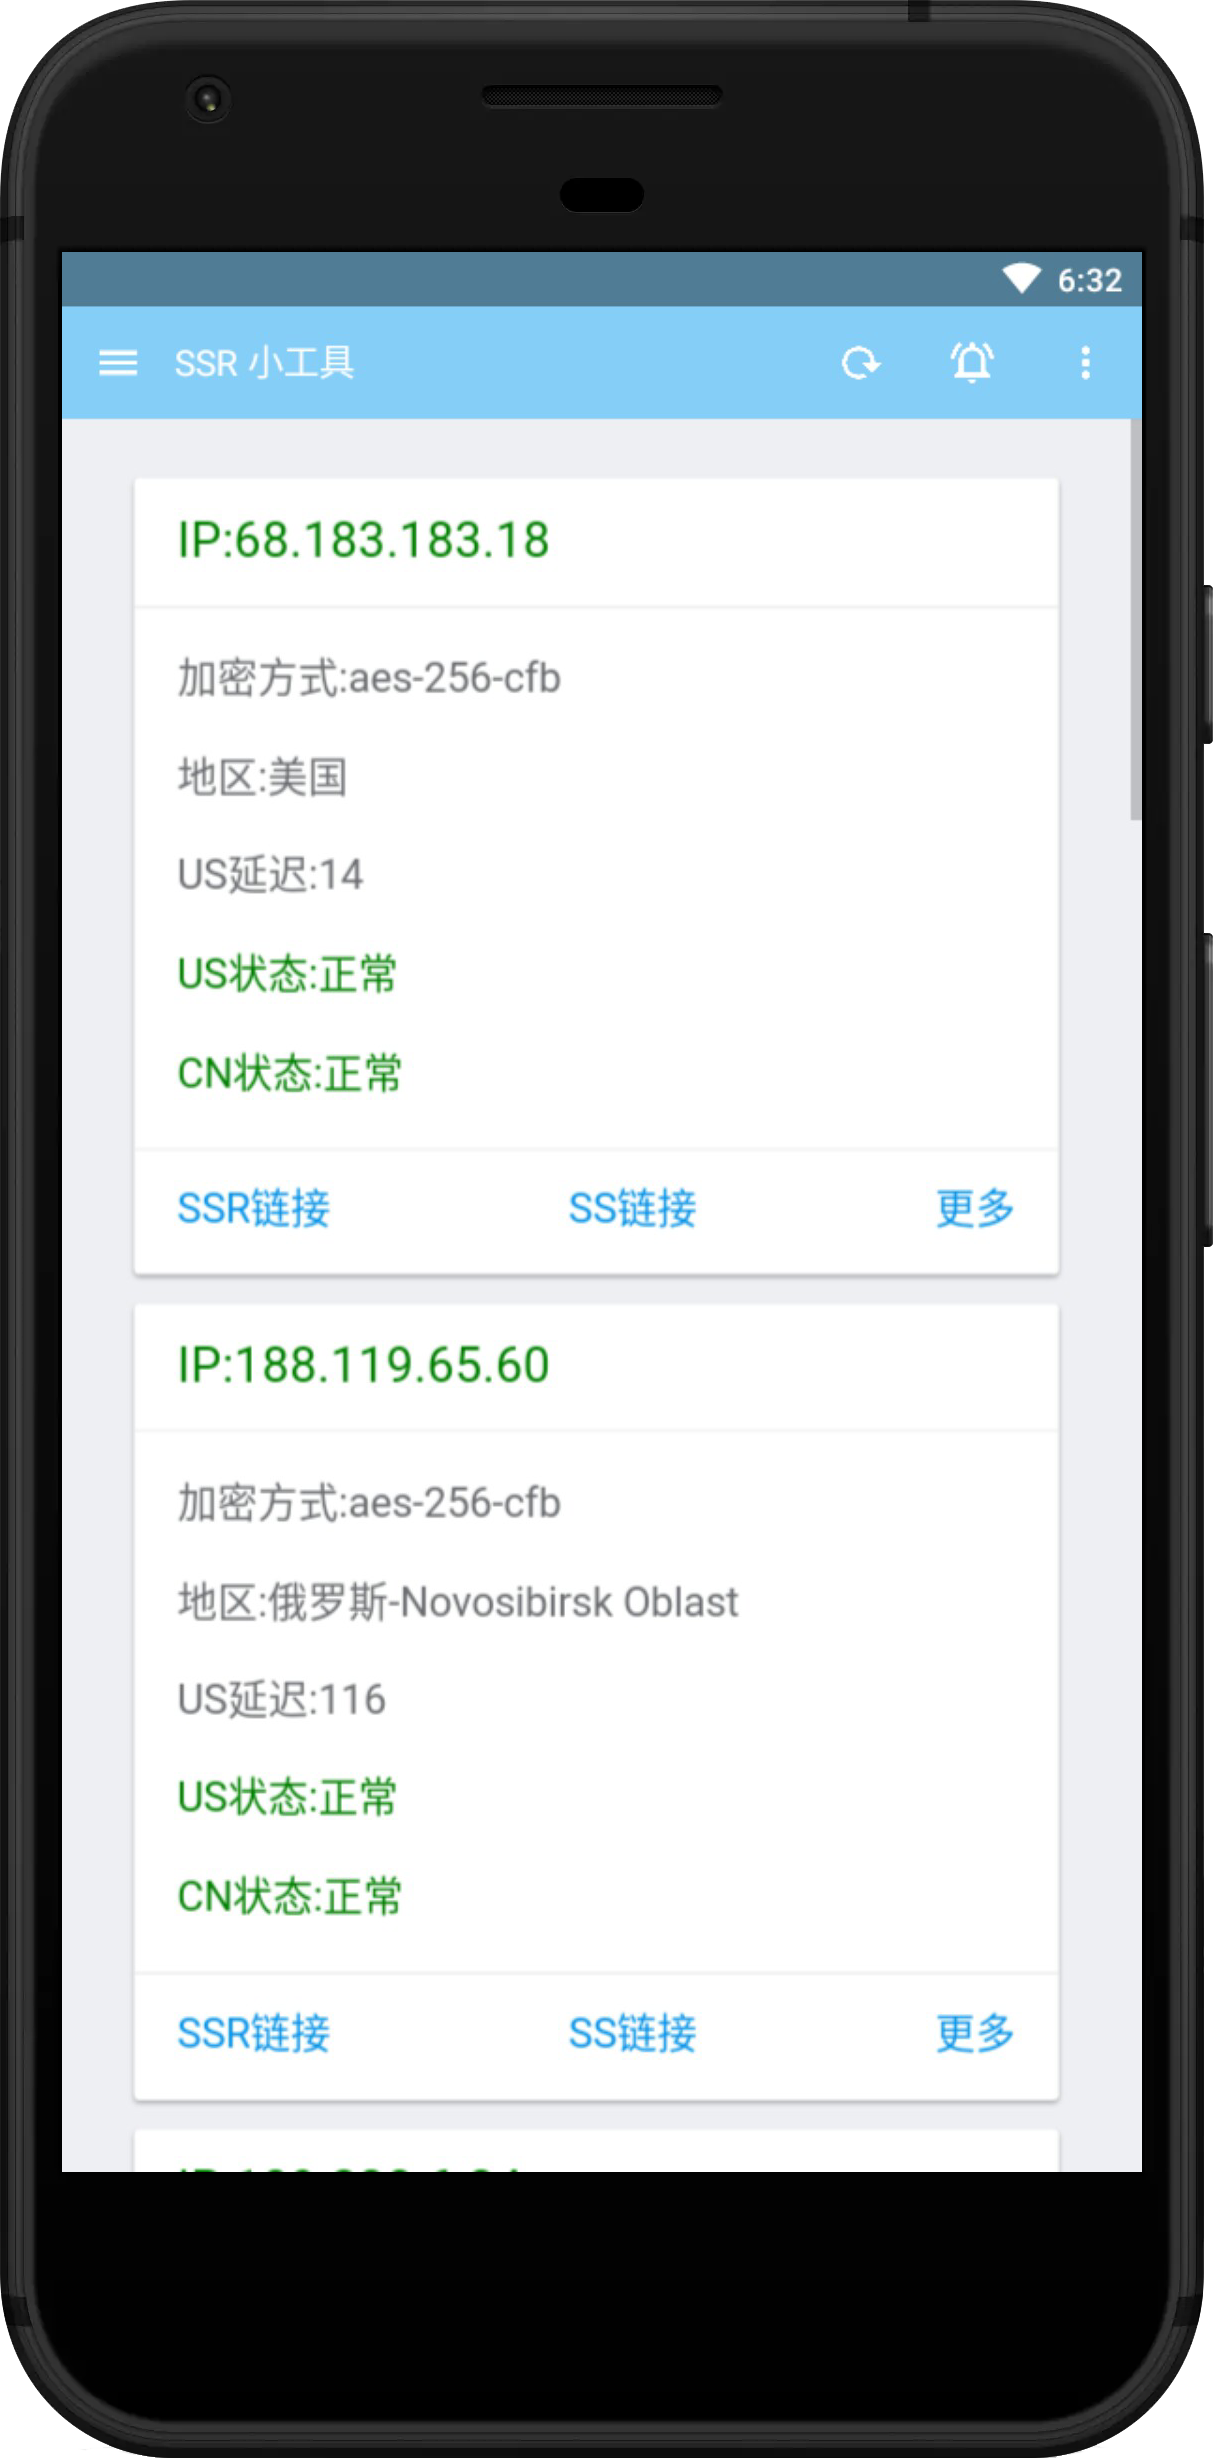 6:32
SSR 小工具
IP:68.183.183.18
加密方式:aes-256-cfb
地区:美国
US延迟:14
US状态:正常
CN状态:正常
SSR链接 SS链接 更多
IP:188.119.65.60
加密方式:aes-256-cfb
地区:俄罗斯-Novosibirsk Oblast
US延迟:116
US状态:正常
CN状态:正常
SSR链接 SS链接 更多